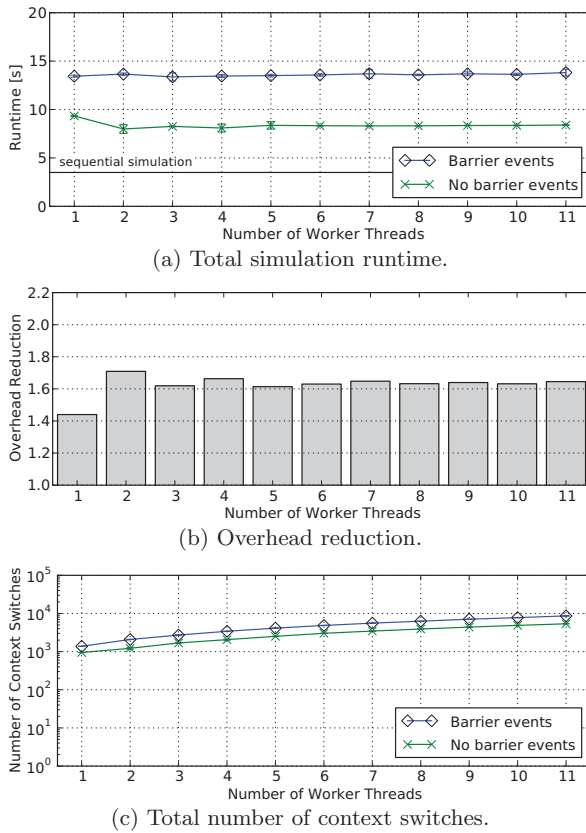 20
15
10
5
0
Runtime [s]
sequential simulation
Barrier events
No barrier events
1 2 3 4 5 6 7 8 9 10 11
Number of Worker Threads
(a) Total simulation runtime.
2.2
2.0
1.8
1.6
1.4
1.2
1.0
Overhead Reduction
1 2 3 4 5 6 7 8 9 10 11
Number of Worker Threads
(b) Overhead reduction.
10^5
10^4
10^3
10^2
10^1
10^0
Number of Context Switches
Barrier events
No barrier events
1 2 3 4 5 6 7 8 9 10 11
Number of Worker Threads
(c) Total number of context switches.